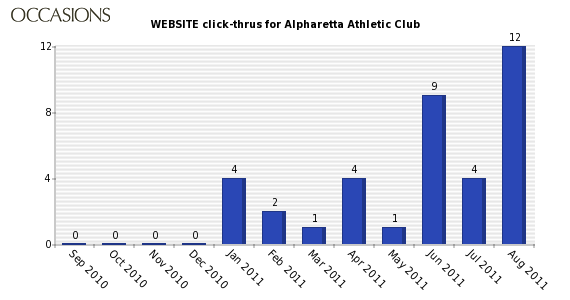 OCCASIONS
WEBSITE click-thrus for Alpharetta Athletic Club
12
8
4
0
0
0
0
0
4
2
1
4
1
9
4
12
Sep 2010
Oct 2010
Nov 2010
Dec 2010
Jan 2011
Feb 2011
Mar 2011
Apr 2011
May 2011
Jun 2011
Jul 2011
Aug 2011